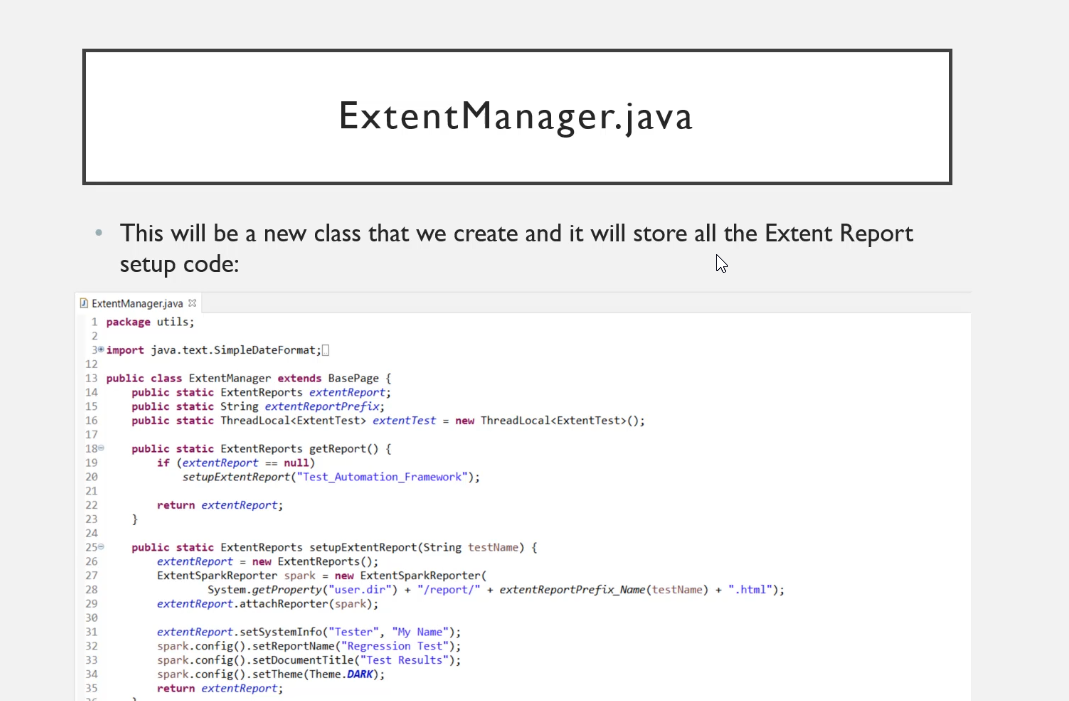 ExtentManager.java
• This will be a new class that we create and it will store all the Extent Report
setup code:
ExtentManager.java
1 package utils;
2
3 import java.text.SimpleDateFormat;
12
13 public class ExtentManager extends BasePage {
14 public static ExtentReports extentReport;
15 public static String extentReportPrefix;
16 public static ThreadLocal<ExtentTest> extentTest = new ThreadLocal<ExtentTest>();
17
18 public static ExtentReports getReport() {
19 if (extentReport == null)
20 setupExtentReport("Test_Automation_Framework");
21
22 return extentReport;
23 }
24
25 public static ExtentReports setupExtentReport(String testName) {
26 extentReport = new ExtentReports();
27 ExtentSparkReporter spark = new ExtentSparkReporter(
28 System.getProperty("user.dir") + "/report/" + extentReportPrefix_Name(testName) + ".html");
29 extentReport.attachReporter(spark);
30
31 extentReport.setSystemInfo("Tester", "My Name");
32 spark.config().setReportName("Regression Test");
33 spark.config().setDocumentTitle("Test Results");
34 spark.config().setTheme(Theme.DARK);
35 return extentReport;